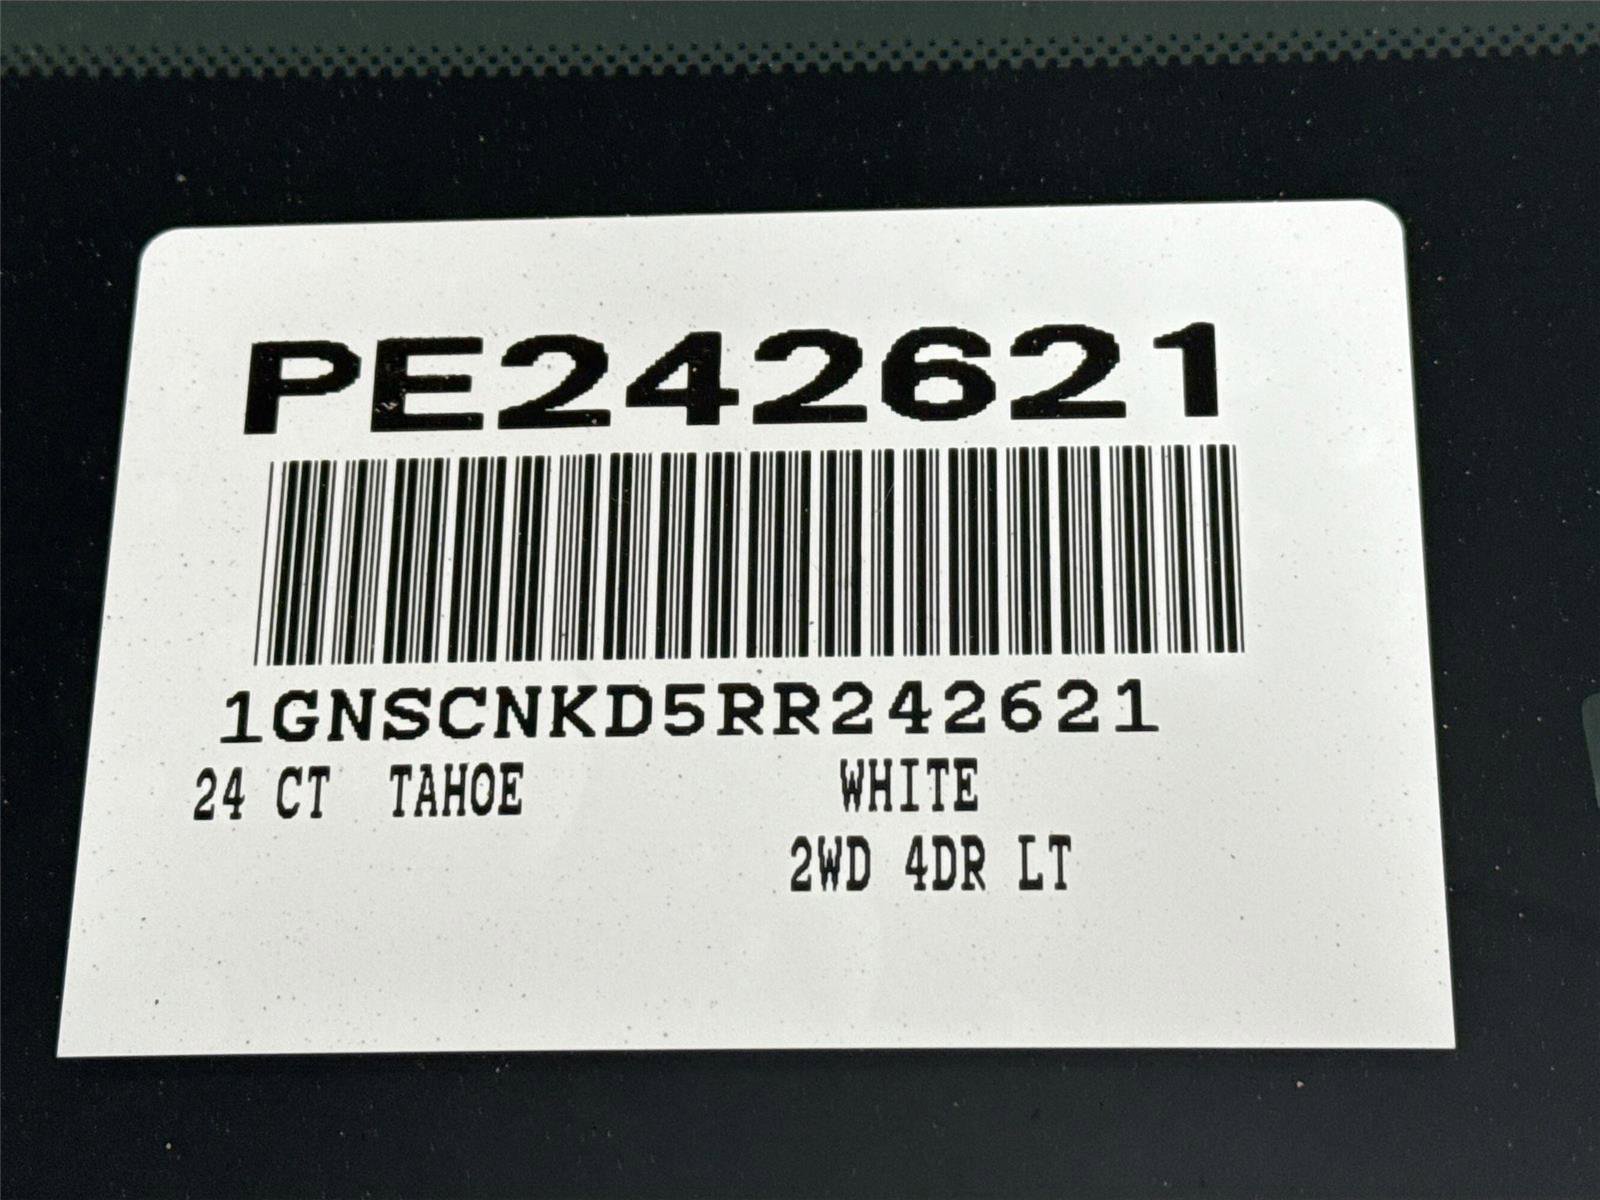 PE242621
1GNSCNKD5RR242621
24 CT TAHOE WHITE
2WD 4DR LT